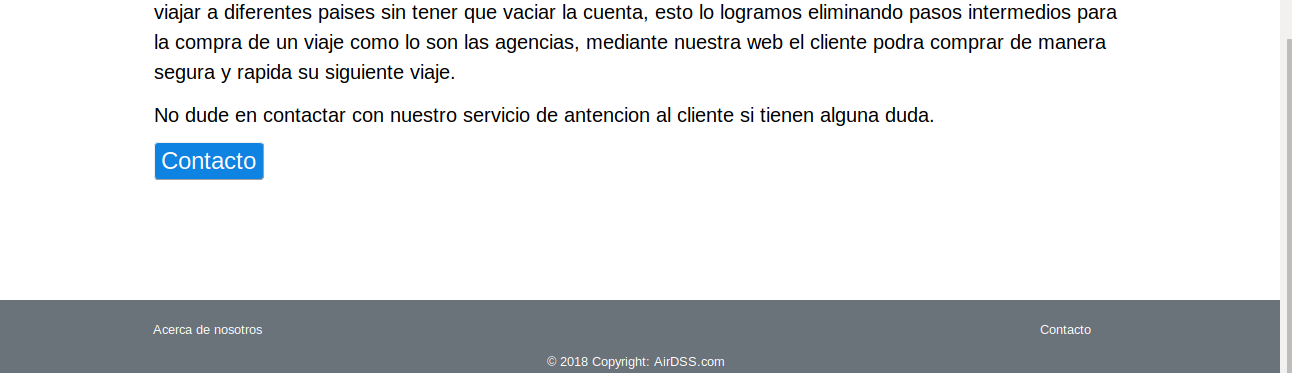 viajar a diferentes paises sin tener que vaciar la cuenta, esto lo logramos eliminando pasos intermedios para
la compra de un viaje como lo son las agencias, mediante nuestra web el cliente podra comprar de manera
segura y rapida su siguiente viaje.
No dude en contactar con nuestro servicio de antencion al cliente si tienen alguna duda.
Contacto
Acerca de nosotros
Contacto
© 2018 Copyright: AirDSS.com